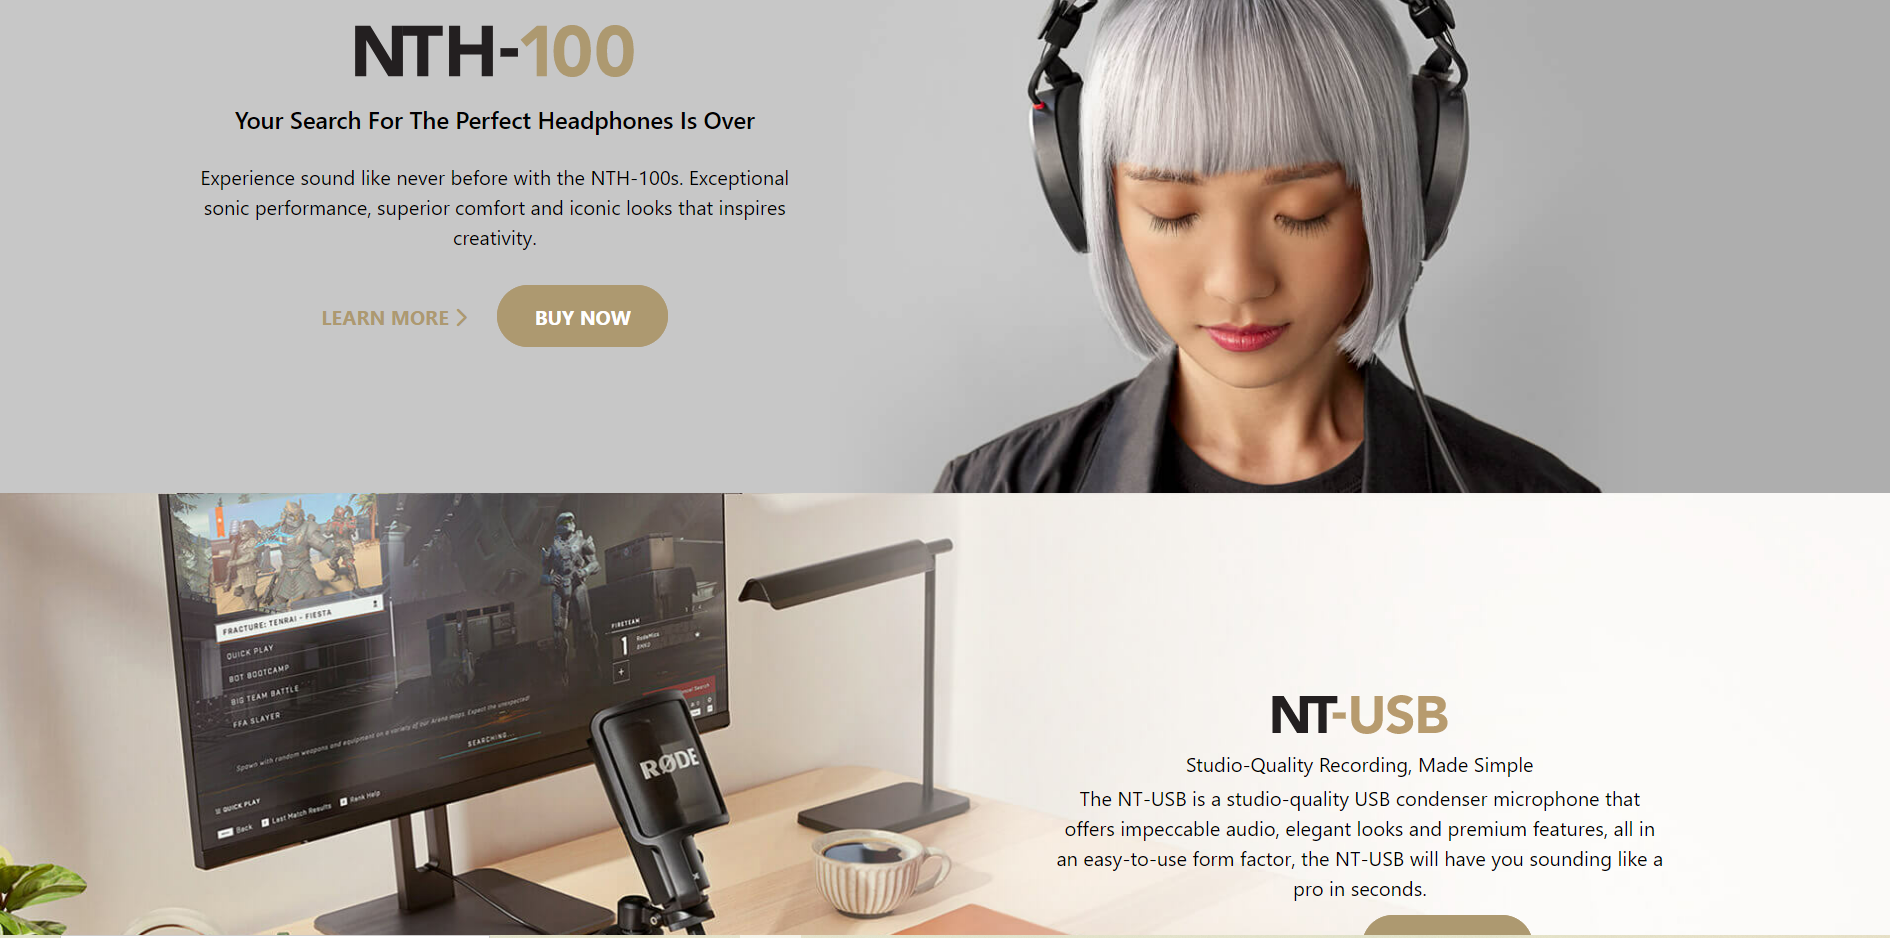 NTH-100
Your Search For The Perfect Headphones Is Over
Experience sound like never before with the NTH-100s. Exceptional
sonic performance, superior comfort and iconic looks that inspires
creativity.
LEARN MORE
BUY NOW
FRACTURE: TENRAI - FIESTA
QUICK PLAY
BOT BOOTCAMP
BIG TEAM BATTLE
FFA SLAYER
Spawn with random weapons and equipment on a variety of our Arena maps. Expect the unexpected!
SEARCHING...
QUICK PLAY
Back Last Match Results Rank Help
FIRETEAM
1
RodeMics
+
RØDE
NT-USB
Studio-Quality Recording, Made Simple
The NT-USB is a studio-quality USB condenser microphone that
offers impeccable audio, elegant looks and premium features, all in
an easy-to-use form factor, the NT-USB will have you sounding like a
pro in seconds.